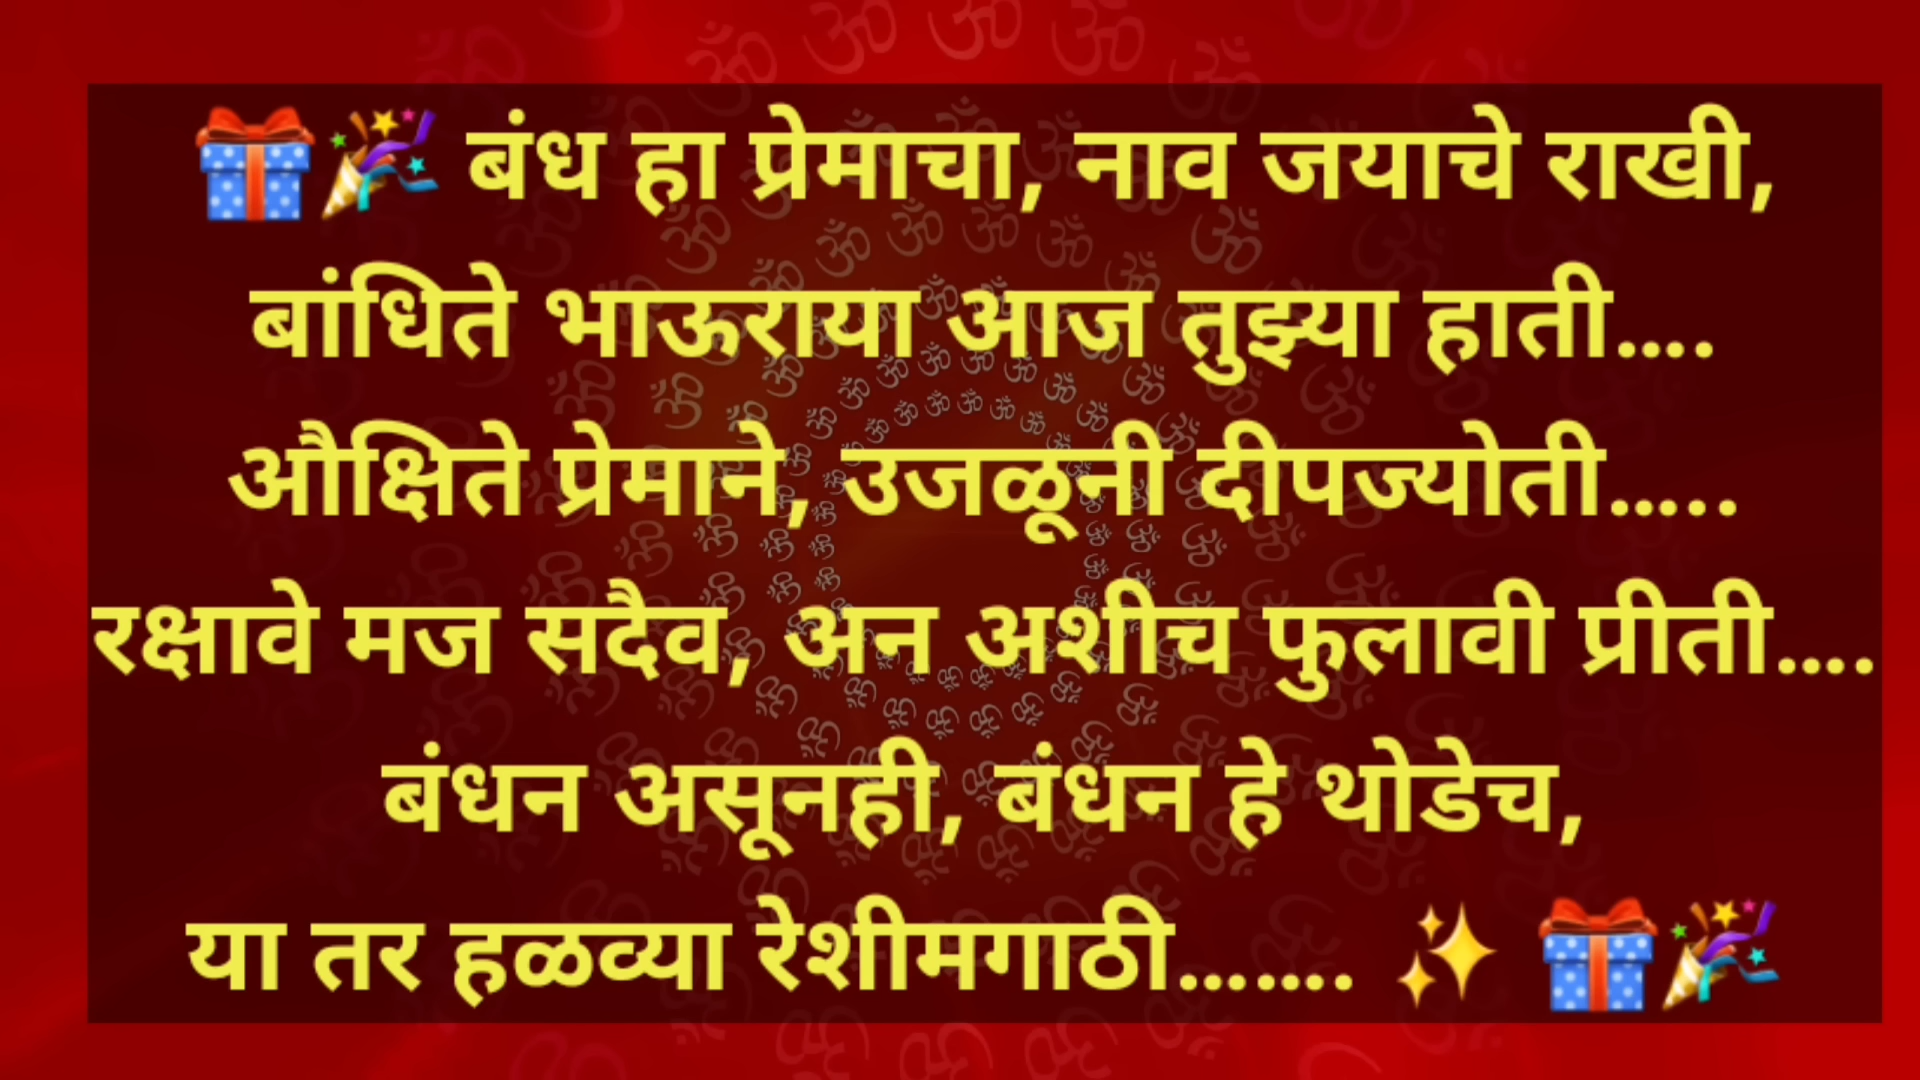 🎁🎉 बंध हा प्रेमाचा, नाव जयाचे राखी,
बांधिते भाऊराया आज तुझ्या हाती....
औक्षिते प्रेमाने, उजळूनी दीपज्योती.....
रक्षावे मज सदैव, अन अशीच फुलावी प्रीती....
बंधन असूनही, बंधन हे थोडेच,
या तर हळव्या रेशीमगाठी....... ✨ 🎁🎉